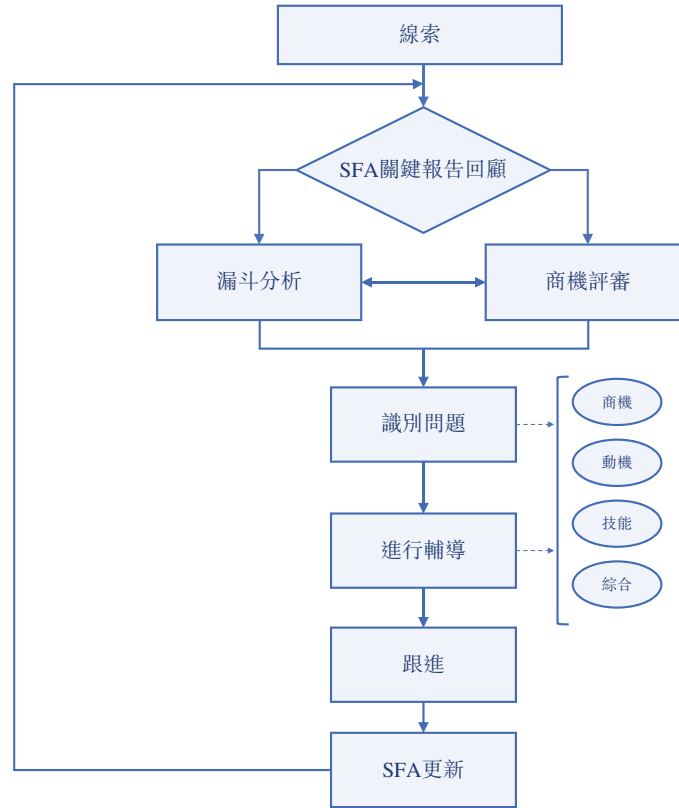 線索
SFA關鍵報告回顧
漏斗分析
商機評審
識別問題
商機
動機
技能
進行輔導
綜合
跟進
SFA更新